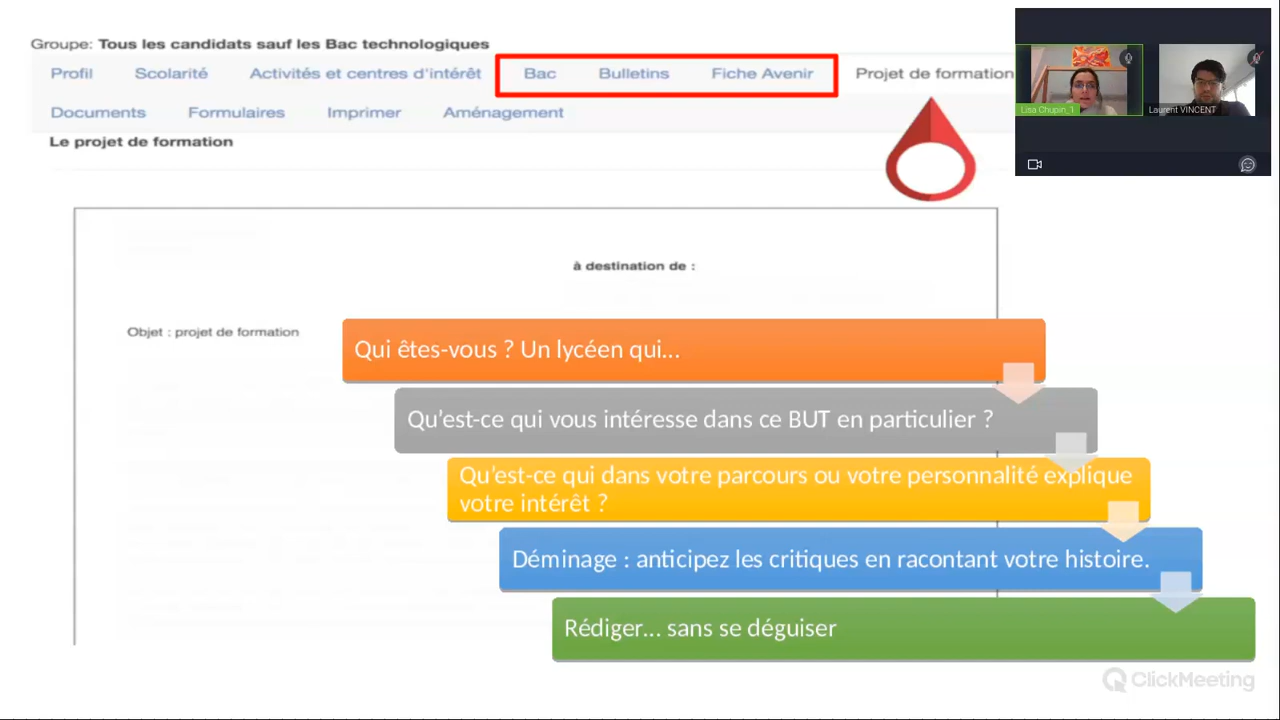 Groupe: Tous les candidats sauf les Bac technologiques
Profil Scolarité Activités et centres d'intérêt Bac Bulletins Fiche Avenir Projet de formation
Documents Formulaires Imprimer Aménagement
Le projet de formation
à destination de :
Objet : projet de formation
Qui êtes-vous ? Un lycéen qui...
Qu'est-ce qui vous intéresse dans ce BUT en particulier ?
Qu'est-ce qui dans votre parcours ou votre personnalité explique
votre intérêt ?
Déminage : anticipez les critiques en racontant votre histoire.
Rédiger... sans se déguiser
Lisa Chupin_1
Laurent VINCENT
ClickMeeting